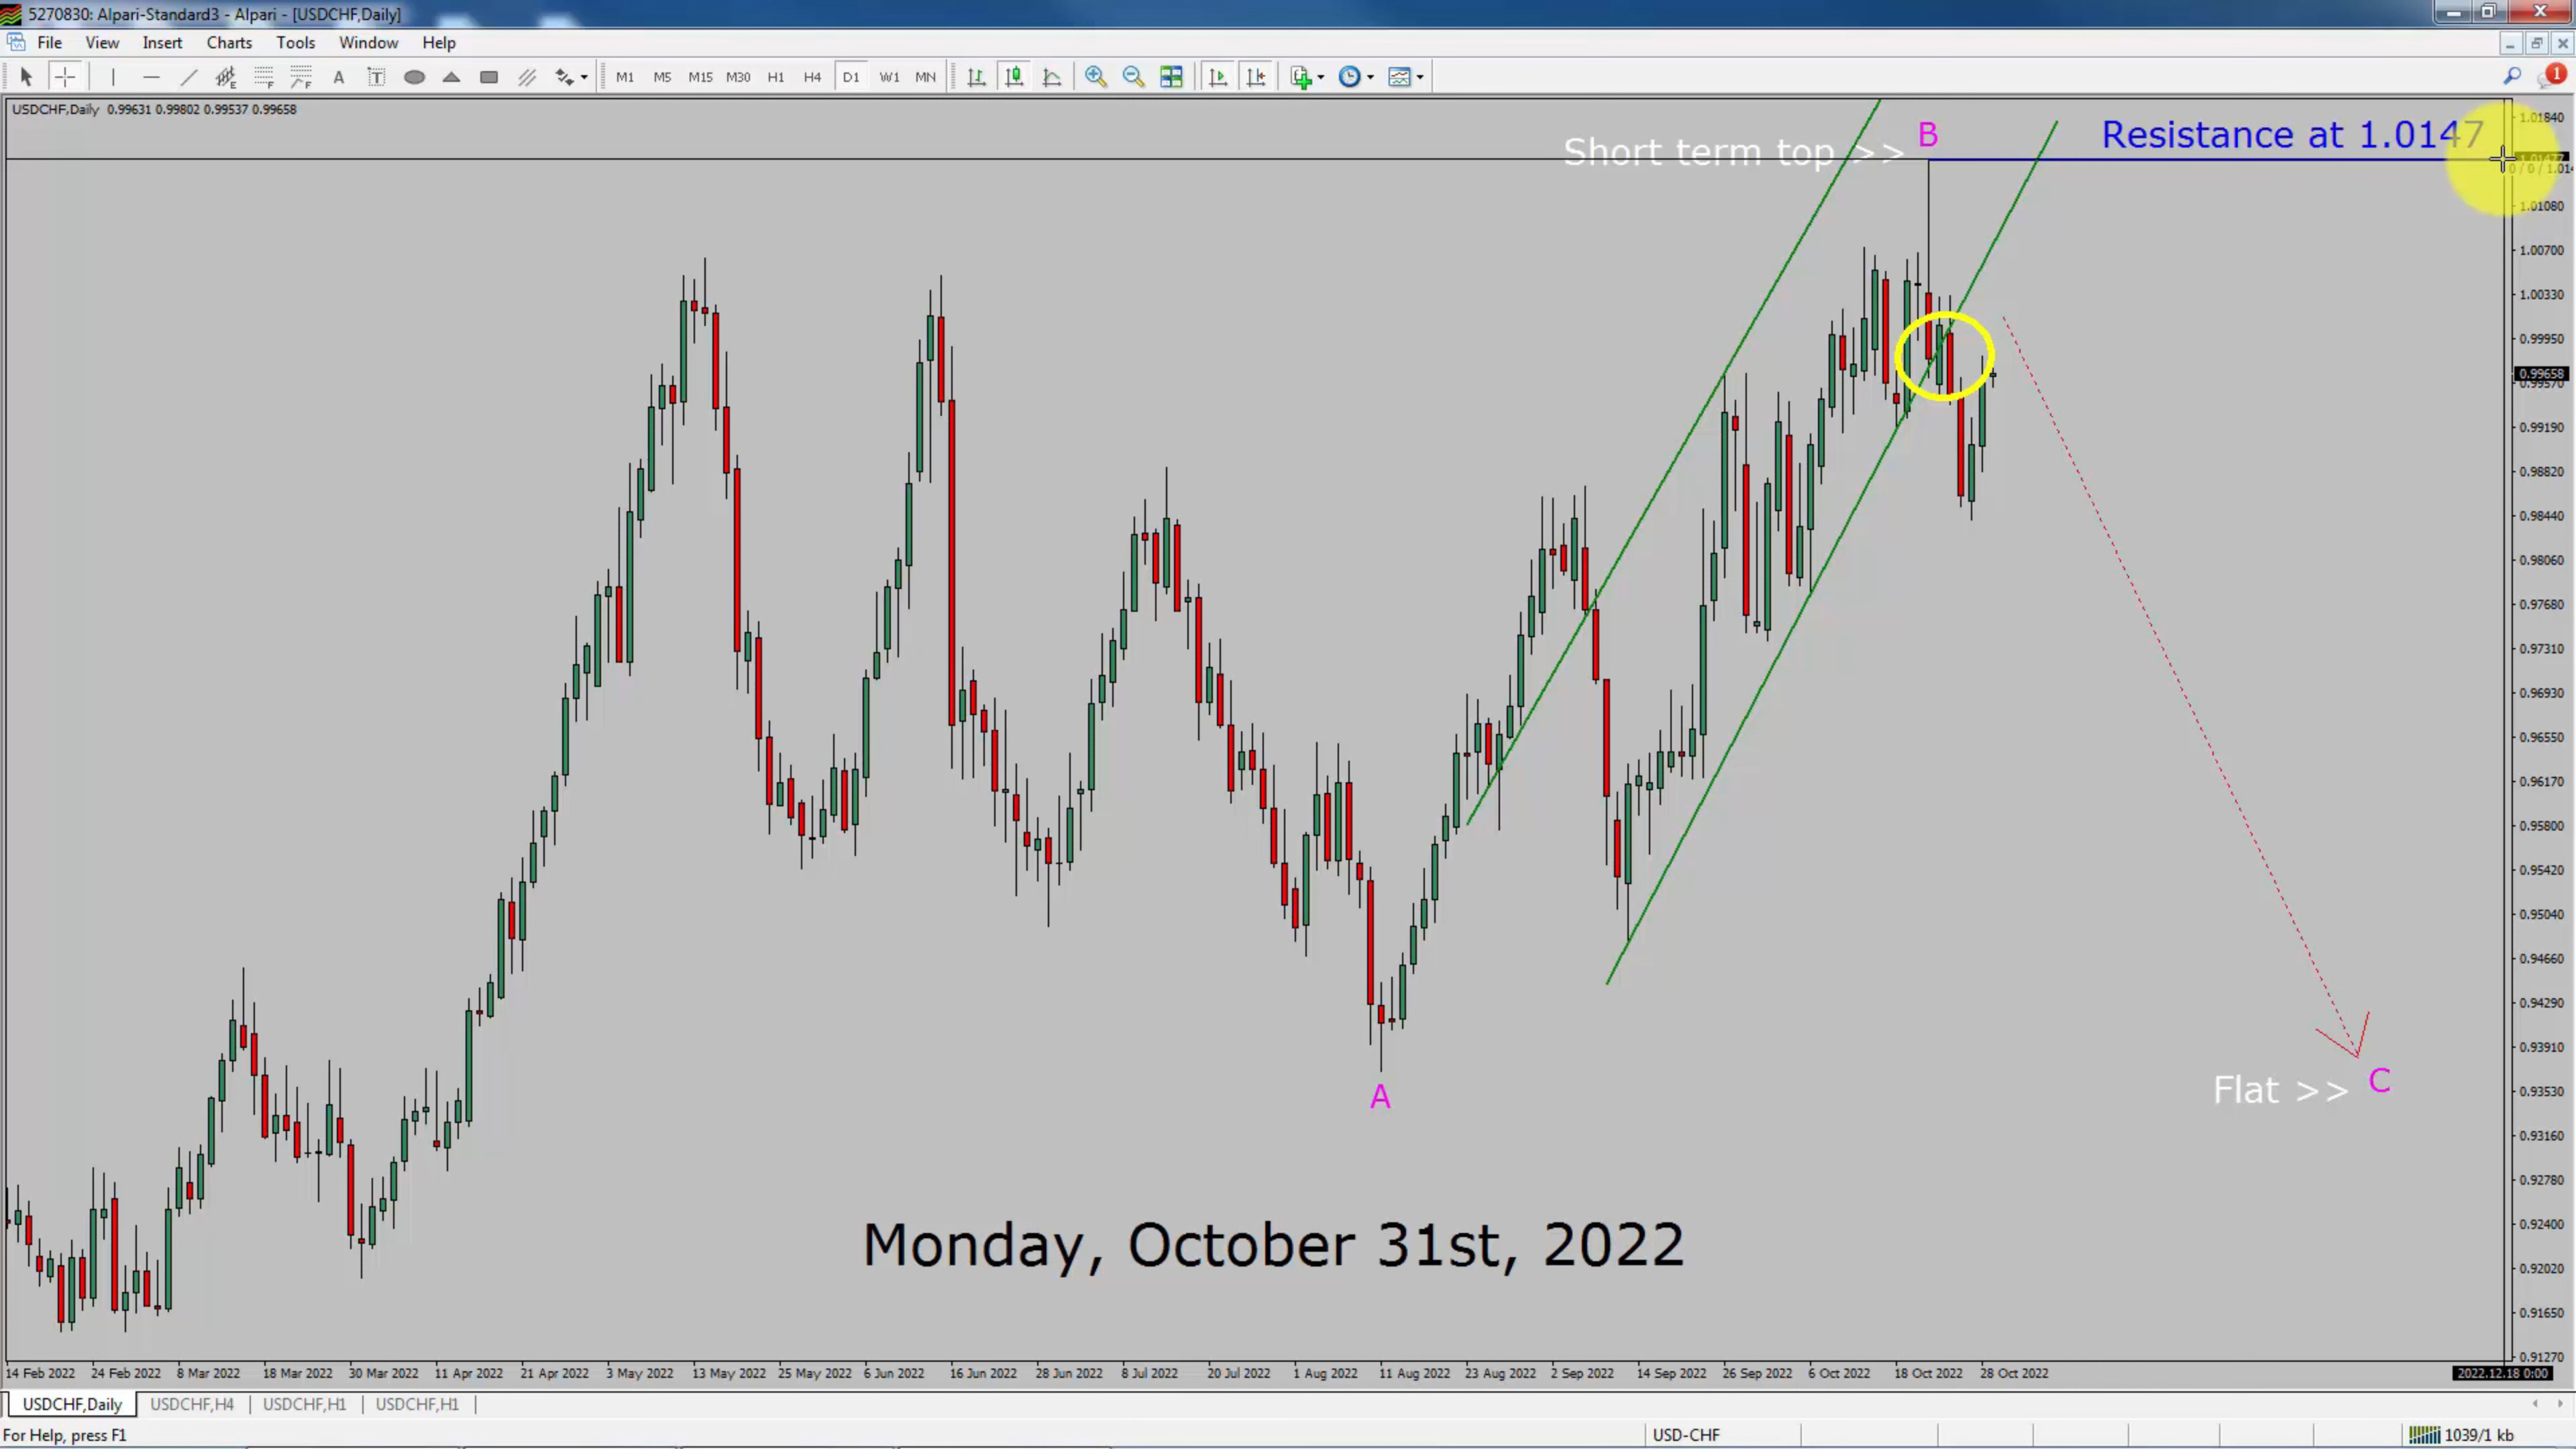 5270830: Alpari-Standard3 - Alpari - [USDCHF,Daily]
File View Insert Charts Tools Window Help
A T M1 M5 M15 M30 H1 H4 D1 W1 MN 1
USDCHF,Daily 0.99631 0.99802 0.99537 0.99658
1.01840
Short term top >> B Resistance at 1.0147
0 / 0 / 1.014
1.01080
1.00700
1.00330
0.99950
0.99658
0.99570
0.99190
0.98820
0.98440
0.98060
0.97680
0.97310
0.96930
0.96550
0.96170
0.95800
0.95420
0.95040
0.94660
0.94290
0.93910
0.93530
A
Flat >> C
0.93160
0.92780
0.92400
Monday, October 31st, 2022
0.92020
0.91650
0.91270
14 Feb 2022 24 Feb 2022 8 Mar 2022 18 Mar 2022 30 Mar 2022 11 Apr 2022 21 Apr 2022 3 May 2022 13 May 2022 25 May 2022 6 Jun 2022 16 Jun 2022 28 Jun 2022 8 Jul 2022 20 Jul 2022 1 Aug 2022 11 Aug 2022 23 Aug 2022 2 Sep 2022 14 Sep 2022 26 Sep 2022 6 Oct 2022 18 Oct 2022 28 Oct 2022 2022.12.18 0:00
USDCHF,Daily USDCHF,H4 USDCHF,H1 USDCHF,H1
For Help, press F1 USD-CHF 1039/1 kb